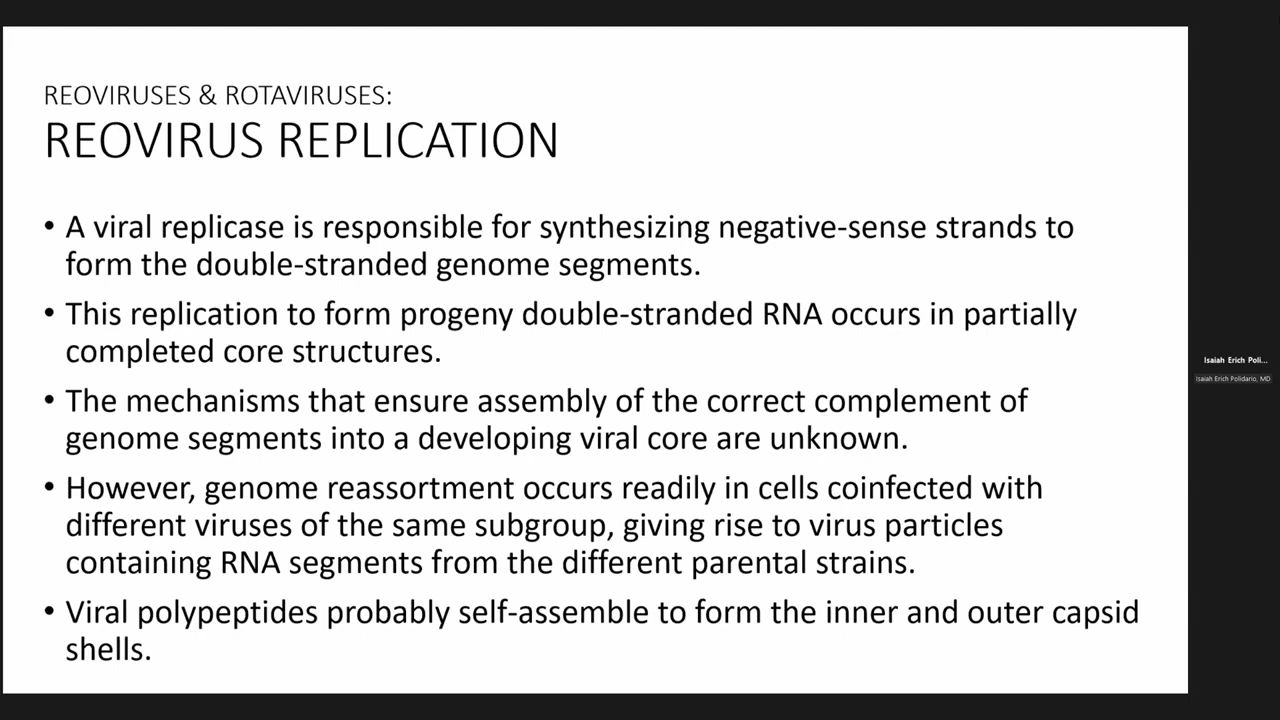 REOVIRUSES & ROTAVIRUSES:
REOVIRUS REPLICATION
• A viral replicase is responsible for synthesizing negative-sense strands to
form the double-stranded genome segments.
• This replication to form progeny double-stranded RNA occurs in partially
completed core structures.
• The mechanisms that ensure assembly of the correct complement of
genome segments into a developing viral core are unknown.
• However, genome reassortment occurs readily in cells coinfected with
different viruses of the same subgroup, giving rise to virus particles
containing RNA segments from the different parental strains.
• Viral polypeptides probably self-assemble to form the inner and outer capsid
shells.
Isaiah Erich Poli...
Isaiah Erich Polidario, MD